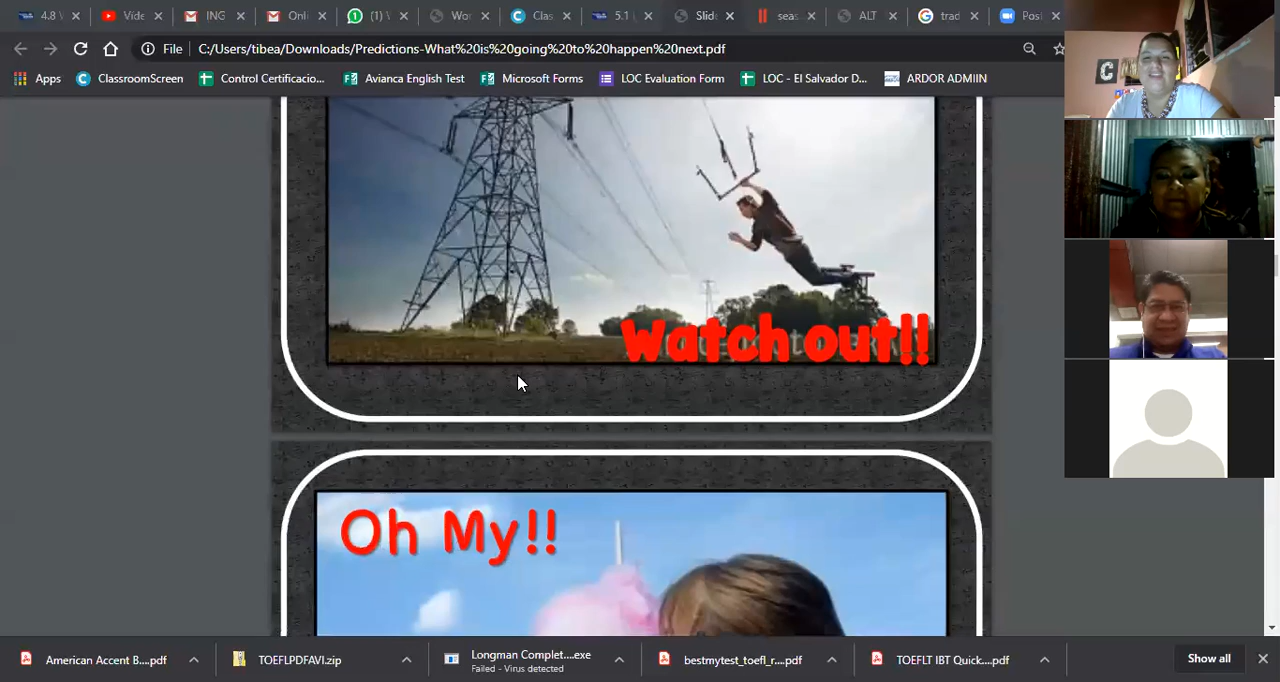 4.8 V
Vide
ING
Onli
(1) V
Wor
Clas
5.1 |
Slid
seas
ALT
trad
Posi
File
C:/Users/tibea/Downloads/Predictions-What%20is%20going%20to%20happen%20next.pdf
Apps
ClassroomScreen
Control Certificacio...
Avianca English Test
Microsoft Forms
LOC Evaluation Form
LOC - El Salvador D...
ARDOR ADMIIN
C
Watch out!!
Oh My!!
American Accent B....pdf
TOEFLPDFAVI.zip
Longman Complet....exe
Failed - Virus detected
bestmytest_toefl_r....pdf
TOEFLT IBT Quick....pdf
Show all